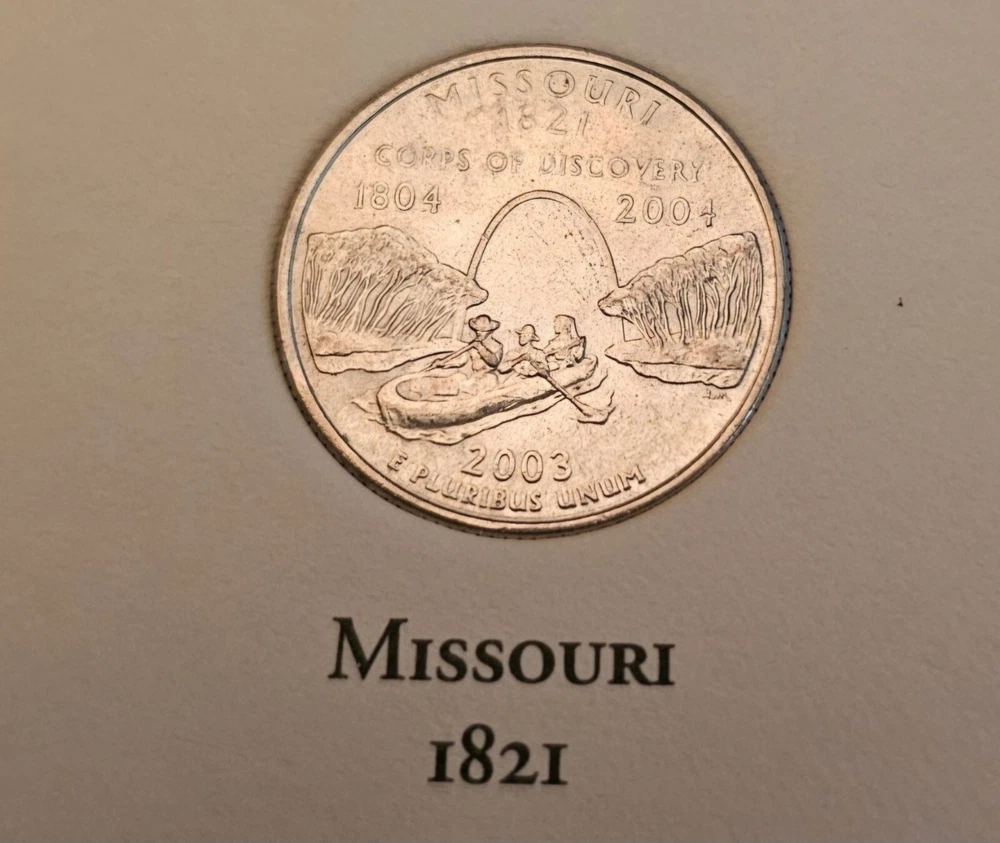 MISSOURI
1821
CORPS OF DISCOVERY
1804 2004
2003
E PLURIBUS UNUM
MISSOURI
1821